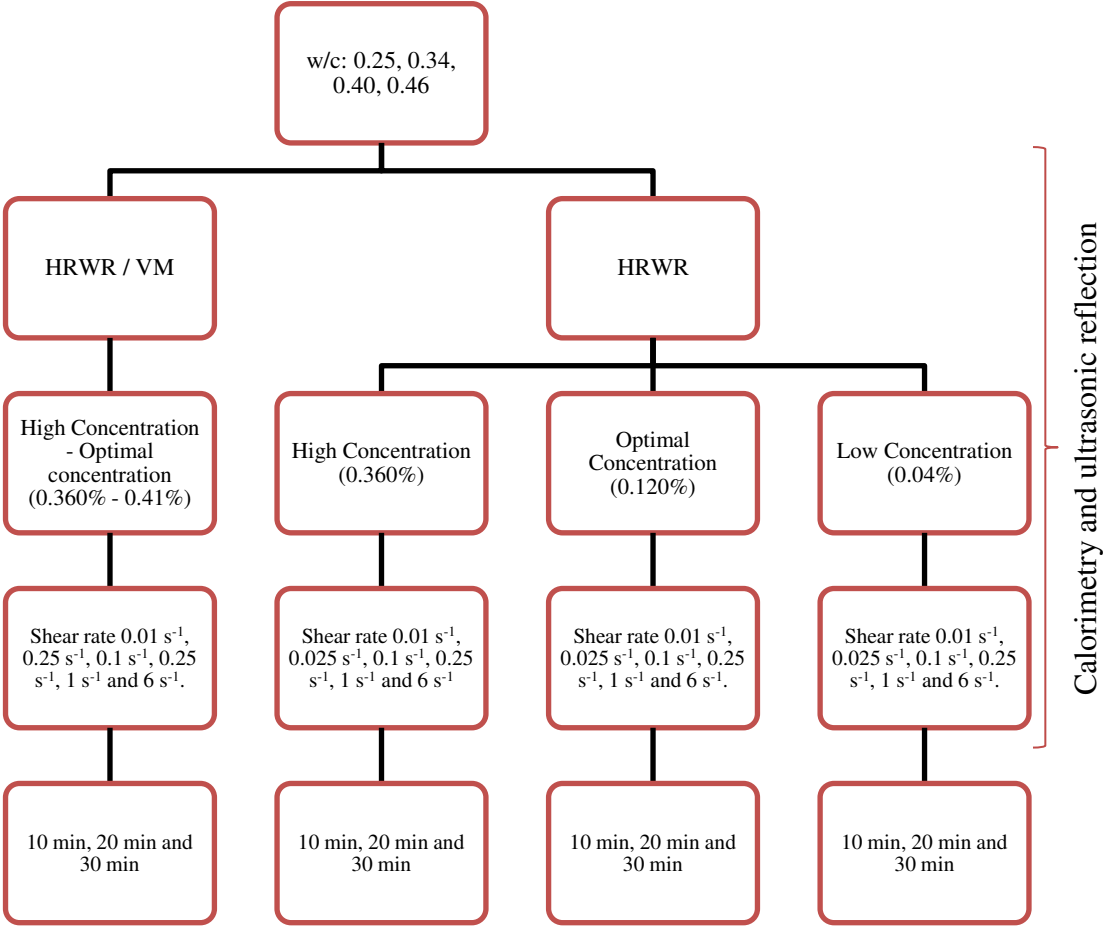 w/c: 0.25, 0.34,
0.40, 0.46
HRWR / VM
HRWR
High Concentration
- Optimal
concentration
(0.360% - 0.41%)
High Concentration
(0.360%)
Optimal
Concentration
(0.120%)
Low Concentration
(0.04%)
Shear rate 0.01 s⁻¹,
0.25 s⁻¹, 0.1 s⁻¹, 0.25
s⁻¹, 1 s⁻¹ and 6 s⁻¹.
Shear rate 0.01 s⁻¹,
0.025 s⁻¹, 0.1 s⁻¹, 0.25
s⁻¹, 1 s⁻¹ and 6 s⁻¹
Shear rate 0.01 s⁻¹,
0.025 s⁻¹, 0.1 s⁻¹, 0.25
s⁻¹, 1 s⁻¹ and 6 s⁻¹.
Shear rate 0.01 s⁻¹,
0.025 s⁻¹, 0.1 s⁻¹, 0.25
s⁻¹, 1 s⁻¹ and 6 s⁻¹.
10 min, 20 min and
30 min
10 min, 20 min and
30 min
10 min, 20 min and
30 min
10 min, 20 min and
30 min
Calorimetry and ultrasonic reflection